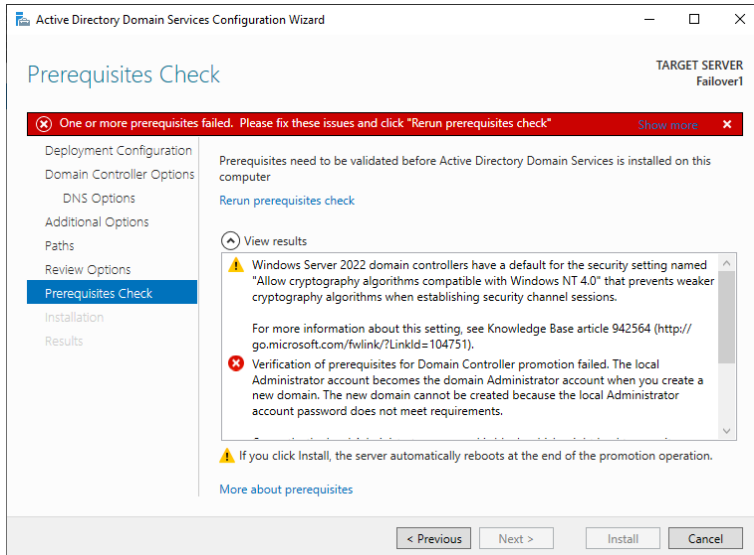 Active Directory Domain Services Configuration Wizard
Prerequisites Check
TARGET SERVER
Failover1
One or more prerequisites failed. Please fix these issues and click "Rerun prerequisites check"
Show more
Deployment Configuration
Domain Controller Options
DNS Options
Additional Options
Paths
Review Options
Prerequisites Check
Installation
Results
Prerequisites need to be validated before Active Directory Domain Services is installed on this
computer
Rerun prerequisites check
View results
Windows Server 2022 domain controllers have a default for the security setting named
"Allow cryptography algorithms compatible with Windows NT 4.0" that prevents weaker
cryptography algorithms when establishing security channel sessions.
For more information about this setting, see Knowledge Base article 942564 (http://
go.microsoft.com/fwlink/?LinkId=104751).
Verification of prerequisites for Domain Controller promotion failed. The local
Administrator account becomes the domain Administrator account when you create a
new domain. The new domain cannot be created because the local Administrator
account password does not meet requirements.
If you click Install, the server automatically reboots at the end of the promotion operation.
More about prerequisites
< Previous
Next >
Install
Cancel